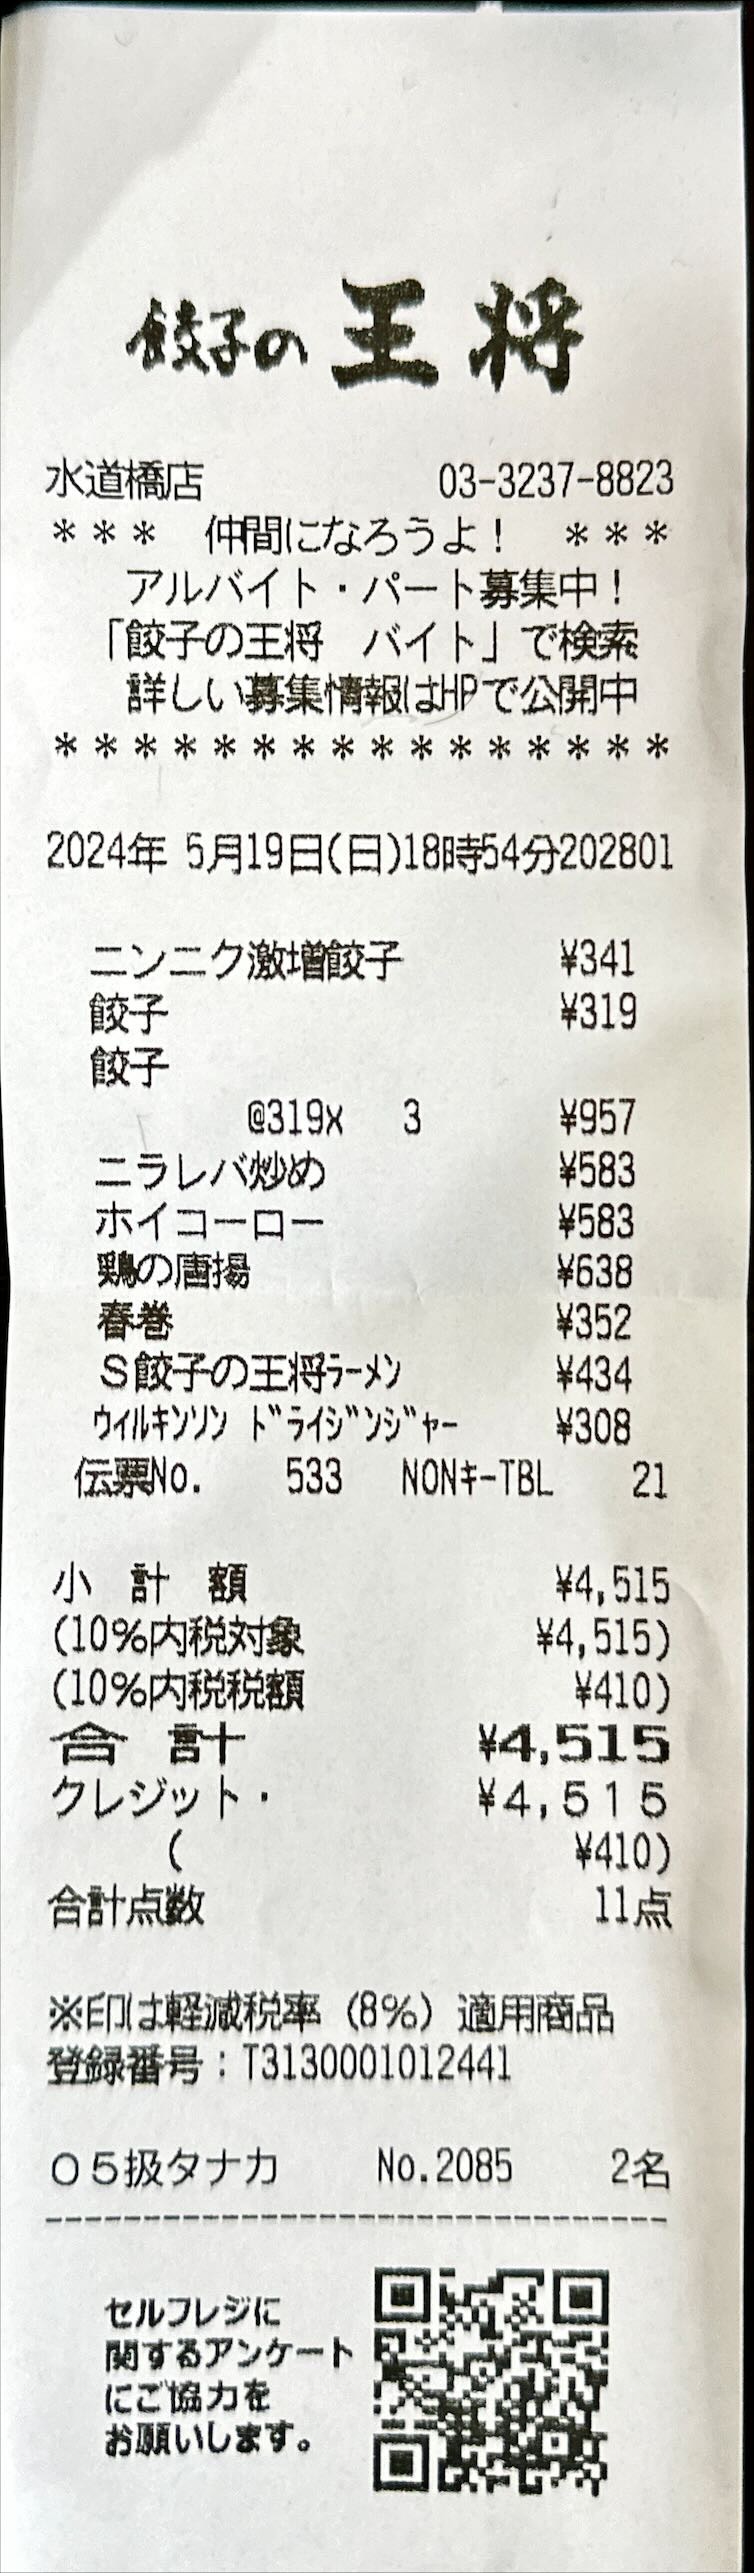 餃子の王将
水道橋店 03-3237-8823
＊＊＊ 仲間になろうよ！ ＊＊＊
アルバイト・パート募集中！
「餃子の王将 バイト」で検索
詳しい募集情報はHPで公開中
＊＊＊＊＊＊＊＊＊＊＊＊＊＊＊＊
2024年 5月19日(日)18時54分202801
ニンニク激増餃子 ¥341
餃子 ¥319
餃子
@319x 3 ¥957
ニラレバ炒め ¥583
ホイコーロー ¥583
鶏の唐揚 ¥638
春巻 ¥352
Ｓ餃子の王将ﾗｰﾒﾝ ¥434
ｳｨﾙｷﾝｿﾝ ﾄﾞﾗｲｼﾞﾝｼﾞｬｰ ¥308
伝票No. 533 NONｷｰTBL 21
小 計 額 ¥4,515
(10%内税対象 ¥4,515)
(10%内税税額 ¥410)
合 計 ¥4,515
クレジット・ ¥４,５１５
( ¥410)
合計点数 11点
※印は軽減税率（8%）適用商品
登録番号：T3130001012441
０５扱タナカ No.2085 2名
--------------------------------
セルフレジに
関するアンケート
にご協力を
お願いします。